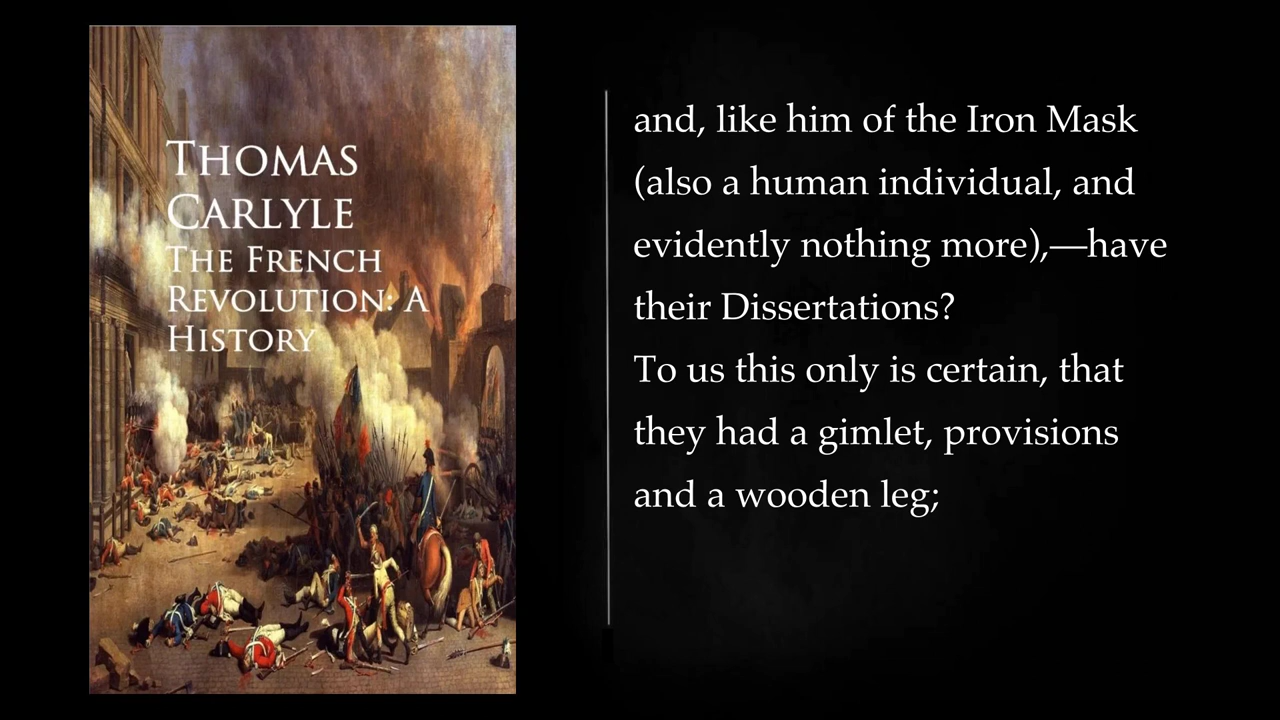 THOMAS
CARLYLE
THE FRENCH
REVOLUTION: A
HISTORY
and, like him of the Iron Mask
(also a human individual, and
evidently nothing more),—have
their Dissertations?
To us this only is certain, that
they had a gimlet, provisions
and a wooden leg;